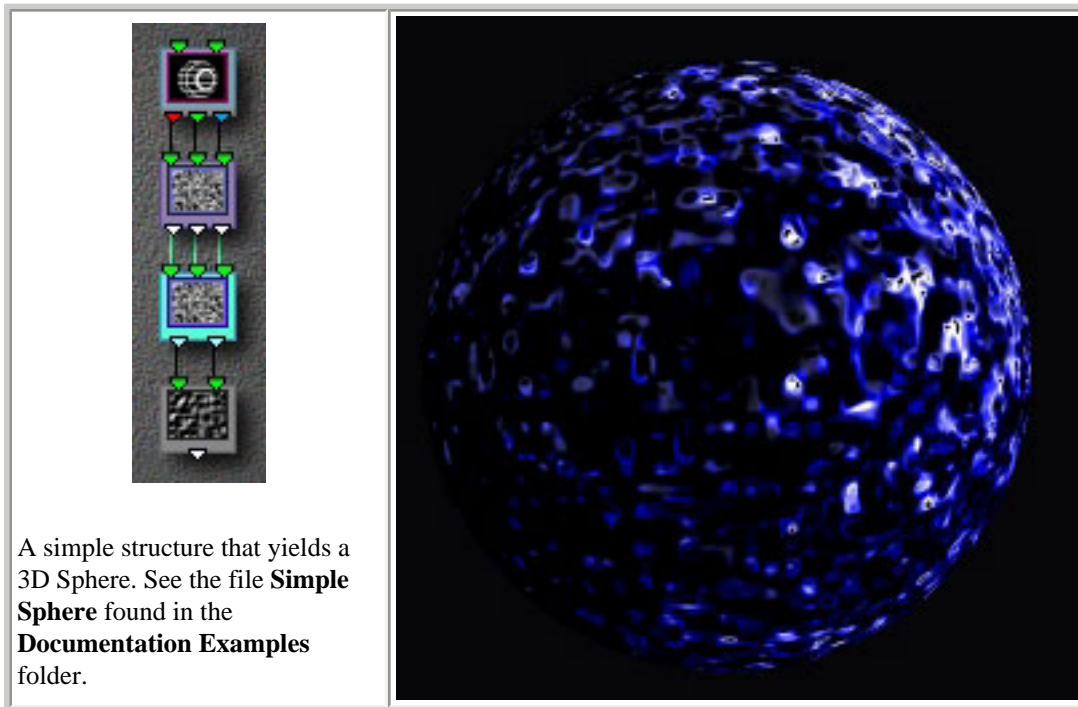 A simple structure that yields a
3D Sphere. See the file Simple
Sphere found in the
Documentation Examples
folder.